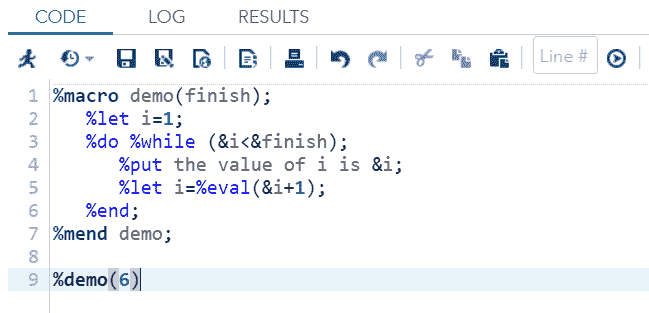 CODE LOG RESULTS
Line #
1 %macro demo(finish);
2 %let i=1;
3 %do %while (&i<&finish);
4 %put the value of i is &i;
5 %let i=%eval(&i+1);
6 %end;
7 %mend demo;
8
9 %demo(6)